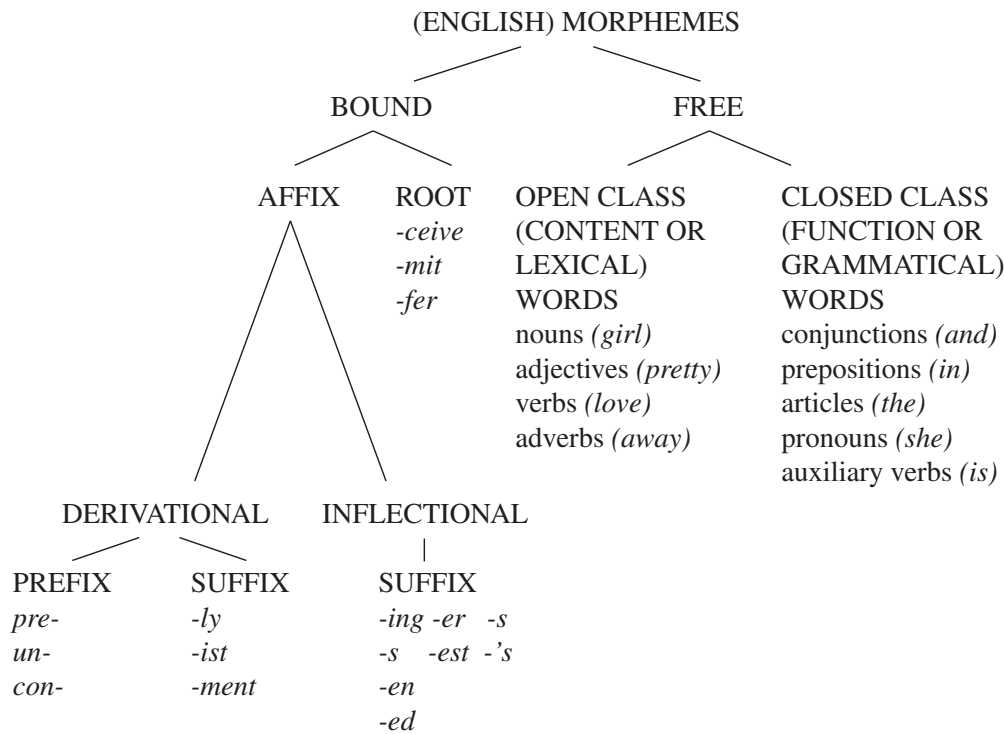 (ENGLISH) MORPHEMES
BOUND
FREE
AFFIX
ROOT
-ceive
-mit
-fer
OPEN CLASS
(CONTENT OR
LEXICAL)
WORDS
nouns (girl)
adjectives (pretty)
verbs (love)
adverbs (away)
CLOSED CLASS
(FUNCTION OR
GRAMMATICAL)
WORDS
conjunctions (and)
prepositions (in)
articles (the)
pronouns (she)
auxiliary verbs (is)
DERIVATIONAL
INFLECTIONAL
PREFIX
pre-
un-
con-
SUFFIX
-ly
-ist
-ment
SUFFIX
-ing -er -s
-s -est -'s
-en
-ed